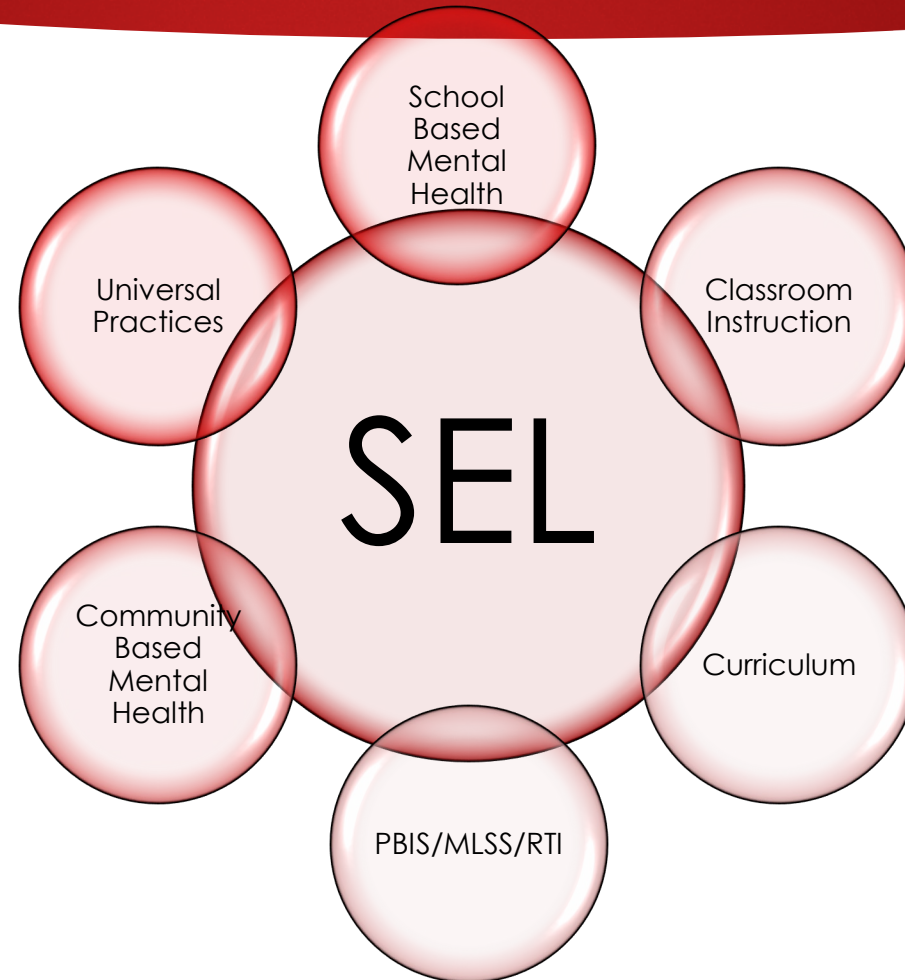 School
Based
Mental
Health
Universal
Practices
Classroom
Instruction
SEL
Community
Based
Mental
Health
Curriculum
PBIS/MLSS/RTI